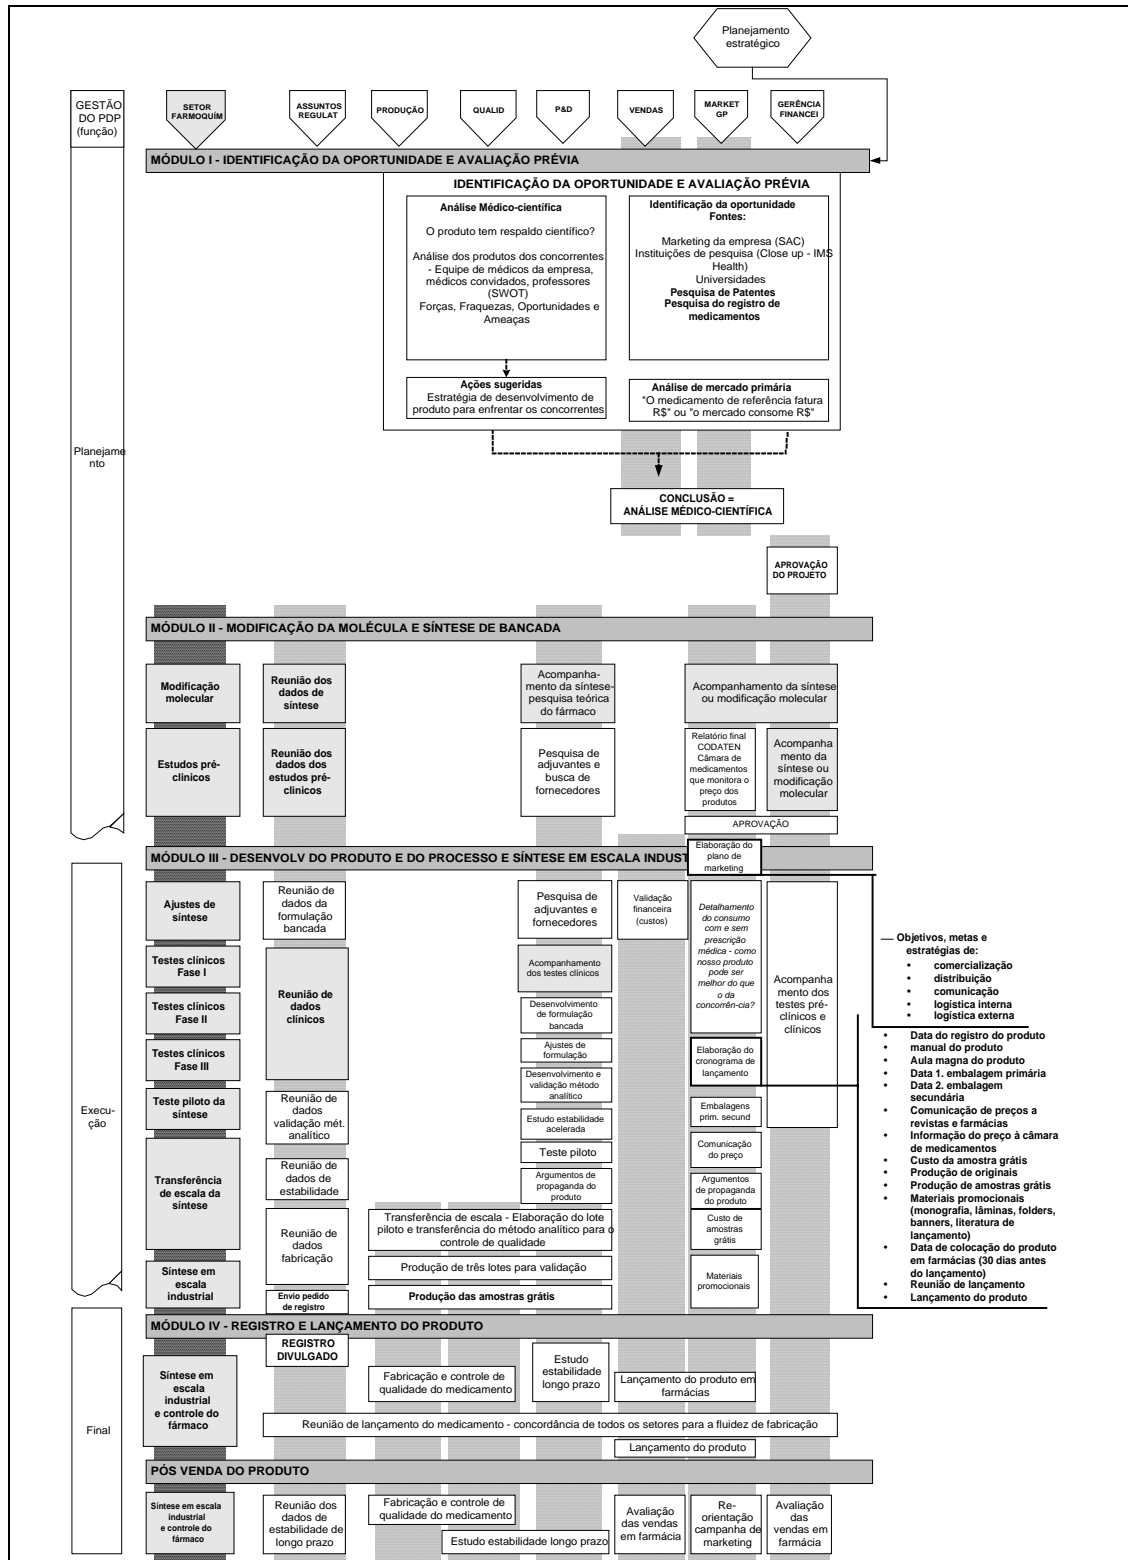 Planejamento
estratégico
GESTÃO
DO PDP
(função)
SETOR
FARMOQUÍM
ASSUNTOS
REGULAT
PRODUÇÃO
QUALID
P&D
VENDAS
MARKET
GP
GERÊNCIA
FINANCEI
MÓDULO I - IDENTIFICAÇÃO DA OPORTUNIDADE E AVALIAÇÃO PRÉVIA
IDENTIFICAÇÃO DA OPORTUNIDADE E AVALIAÇÃO PRÉVIA
Análise Médico-científica
O produto tem respaldo científico?
Análise dos produtos dos concorrentes
- Equipe de médicos da empresa,
médicos convidados, professores
(SWOT)
Forças, Fraquezas, Oportunidades e
Ameaças
Identificação da oportunidade
Fontes:
Marketing da empresa (SAC)
Instituições de pesquisa (Close up - IMS
Health)
Universidades
Pesquisa de Patentes
Pesquisa do registro de
medicamentos
Ações sugeridas
Estratégia de desenvolvimento de
produto para enfrentar os concorrentes
Análise de mercado primária
"O medicamento de referência fatura
R$" ou "o mercado consome R$"
Planejame
nto
CONCLUSÃO =
ANÁLISE MÉDICO-CIENTÍFICA
APROVAÇÃO
DO PROJETO
MÓDULO II - MODIFICAÇÃO DA MOLÉCULA E SÍNTESE DE BANCADA
Modificação
molecular
Reunião dos
dados de
síntese
Acompanha-
mento da síntese-
pesquisa teórica
do fármaco
Acompanhamento da síntese
ou modificação molecular
Estudos pré-
clinicos
Reunião dos
dados dos
estudos pré-
clinicos
Pesquisa de
adjuvantes e
busca de
fornecedores
Relatório final
CODATEN
Câmara de
medicamentos
que monitora o
preço dos
produtos
Acompanha
mento da
síntese ou
modificação
molecular
APROVAÇÃO
MÓDULO III - DESENVOLV DO PRODUTO E DO PROCESSO E SÍNTESE EM ESCALA INDUST
Elaboração do
plano de
marketing
Execu-
ção
Ajustes de
síntese
Testes clínicos
Fase I
Testes clínicos
Fase II
Testes clínicos
Fase III
Teste piloto da
síntese
Transferência
de escala da
síntese
Síntese em
escala
industrial
Reunião de
dados da
formulação
bancada
Reunião de
dados
clínicos
Reunião de
dados
validação mét.
analítico
Reunião de
dados de
estabilidade
Reunião de
dados
fabricação
Envio pedido
de registro
Pesquisa de
adjuvantes e
fornecedores
Acompanhamento
dos testes clínicos
Desenvolvimento
de formulação
bancada
Ajustes de
formulação
Desenvolvimento e
validação método
analítico
Estudo estabilidade
acelerada
Teste piloto
Argumentos de
propaganda do
produto
Transferência de escala - Elaboração do lote
piloto e transferência do método analítico para o
controle de qualidade
Produção de três lotes para validação
Produção das amostras grátis
Validação
financeira
(custos)
Detalhamento
do consumo
com e sem
prescrição
médica - como
nosso produto
pode ser
melhor do que
o da
concorrên-cia?
Elaboração do
cronograma de
lançamento
Embalagens
prim. secund
Comunicação
do preço
Argumentos
de propaganda
do produto
Custo de
amostras
grátis
Materiais
promocionais
Acompanha
mento dos
testes pré-
clínicos e
clínicos
Objetivos, metas e
estratégias de:
• comercialização
• distribuição
• comunicação
• logística interna
• logística externa
• Data do registro do produto
• manual do produto
• Aula magna do produto
• Data 1. embalagem primária
• Data 2. embalagem
secundária
• Comunicação de preços a
revistas e farmácias
• Informação do preço à câmara
de medicamentos
• Custo da amostra grátis
• Produção de originais
• Produção de amostras grátis
• Materiais promocionais
(monografia, lâminas, folders,
banners, literatura de
lançamento)
• Data de colocação do produto
em farmácias (30 dias antes
do lançamento)
• Reunião de lançamento
• Lançamento do produto
MÓDULO IV - REGISTRO E LANÇAMENTO DO PRODUTO
Final
Síntese em
escala
industrial
e controle do
fármaco
REGISTRO
DIVULGADO
Fabricação e controle de
qualidade do medicamento
Estudo
estabilidade
longo prazo
Lançamento do produto em
farmácias
Reunião de lançamento do medicamento - concordância de todos os setores para a fluidez de fabricação
Lançamento do produto
PÓS VENDA DO PRODUTO
Síntese em escala
industrial
e controle do
fármaco
Reunião dos
dados de
estabilidade de
longo prazo
Fabricação e controle de
qualidade do medicamento
Estudo estabilidade longo prazo
Avaliação
das vendas
em farmácia
Re-
orientação
campanha de
marketing
Avaliação
das
vendas em
farmácia